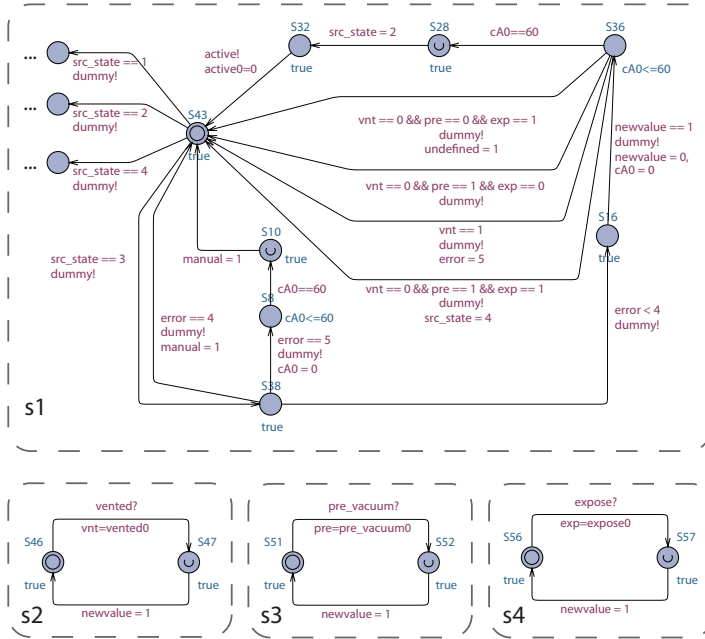 S32
src_state = 2
S28
cA0==60
S36
...
src_state == 1
dummy!
active!
active0=0
true
true
cA0<=60
...
src_state == 2
dummy!
S43
true
vnt == 0 && pre == 0 && exp == 1
dummy!
undefined = 1
newvalue == 1
dummy!
newvalue = 0,
cA0 = 0
...
src_state == 4
dummy!
vnt == 0 && pre == 1 && exp == 0
dummy!
S16
true
S10
true
manual = 1
vnt == 1
dummy!
error = 5
src_state == 3
dummy!
cA0==60
S8
cA0<=60
vnt == 0 && pre == 1 && exp == 1
dummy!
src_state = 4
error == 4
dummy!
manual = 1
error == 5
dummy!
cA0 = 0
error < 4
dummy!
S38
true
s1
vented?
vnt=vented0
S46
S47
true
true
newvalue = 1
s2
pre_vacuum?
pre=pre_vacuum0
S51
S52
true
true
newvalue = 1
s3
expose?
exp=expose0
S56
S57
true
true
newvalue = 1
s4